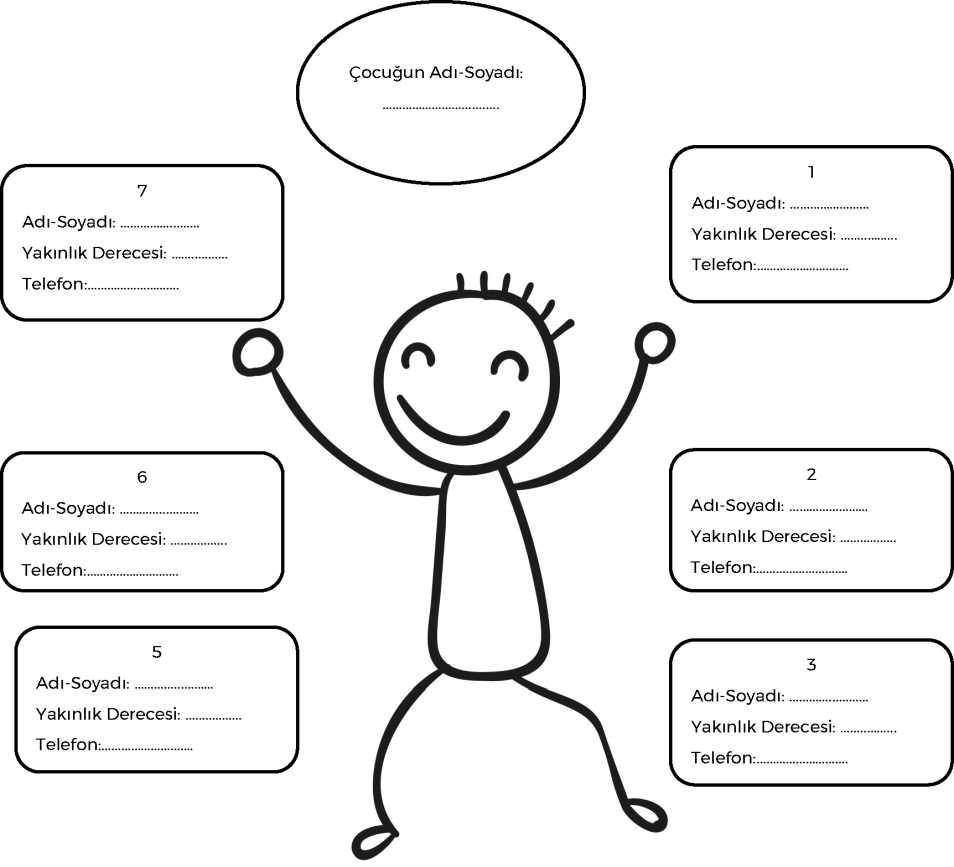 Çocuğun Adı-Soyadı:
...................................
7
Adı-Soyadı: ........................
Yakınlık Derecesi: .................
Telefon:............................
1
Adı-Soyadı: ........................
Yakınlık Derecesi: .................
Telefon:............................
6
Adı-Soyadı: ........................
Yakınlık Derecesi: .................
Telefon:............................
2
Adı-Soyadı: ........................
Yakınlık Derecesi: .................
Telefon:............................
5
Adı-Soyadı: ........................
Yakınlık Derecesi: .................
Telefon:............................
3
Adı-Soyadı: ........................
Yakınlık Derecesi: .................
Telefon:............................